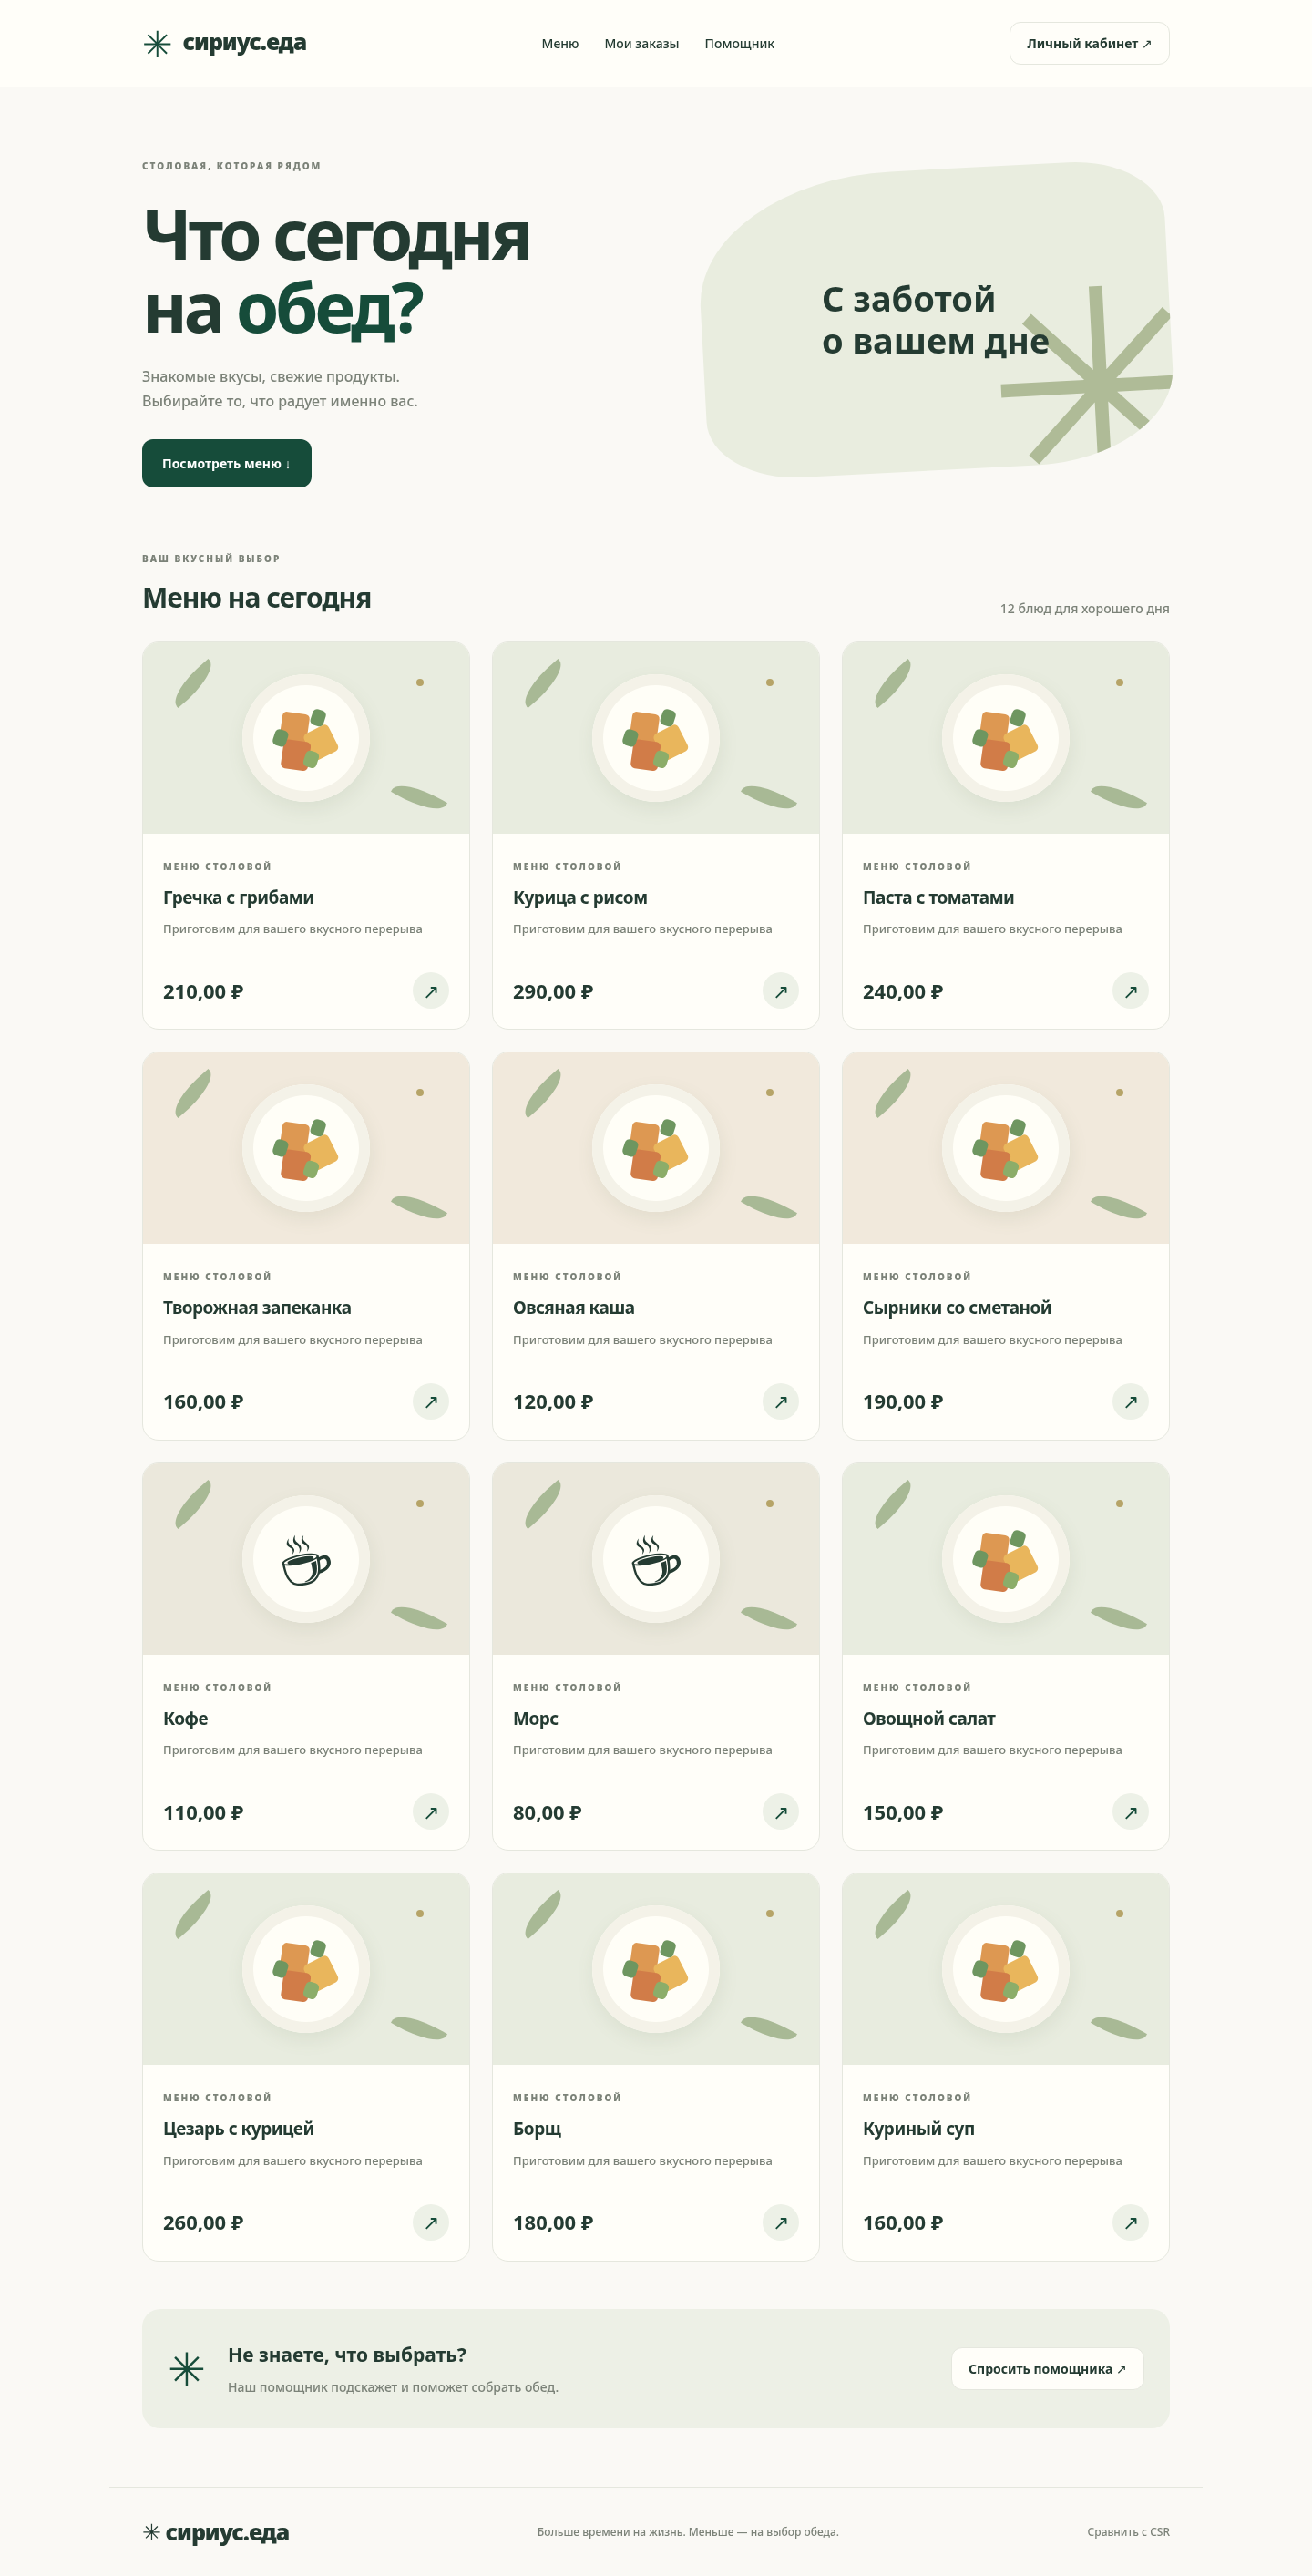 сириус.еда
Меню
Мои заказы
Помощник
Личный кабинет ↗
СТОЛОВАЯ, КОТОРАЯ РЯДОМ
Что сегодня
на обед?
Знакомые вкусы, свежие продукты.
Выбирайте то, что радует именно вас.
Посмотреть меню ↓
С заботой
о вашем дне
ВАШ ВКУСНЫЙ ВЫБОР
Меню на сегодня
12 блюд для хорошего дня
МЕНЮ СТОЛОВОЙ
Гречка с грибами
Приготовим для вашего вкусного перерыва
210,00 ₽
↗
МЕНЮ СТОЛОВОЙ
Курица с рисом
Приготовим для вашего вкусного перерыва
290,00 ₽
↗
МЕНЮ СТОЛОВОЙ
Паста с томатами
Приготовим для вашего вкусного перерыва
240,00 ₽
↗
МЕНЮ СТОЛОВОЙ
Творожная запеканка
Приготовим для вашего вкусного перерыва
160,00 ₽
↗
МЕНЮ СТОЛОВОЙ
Овсяная каша
Приготовим для вашего вкусного перерыва
120,00 ₽
↗
МЕНЮ СТОЛОВОЙ
Сырники со сметаной
Приготовим для вашего вкусного перерыва
190,00 ₽
↗
МЕНЮ СТОЛОВОЙ
Кофе
Приготовим для вашего вкусного перерыва
110,00 ₽
↗
МЕНЮ СТОЛОВОЙ
Морс
Приготовим для вашего вкусного перерыва
80,00 ₽
↗
МЕНЮ СТОЛОВОЙ
Овощной салат
Приготовим для вашего вкусного перерыва
150,00 ₽
↗
МЕНЮ СТОЛОВОЙ
Цезарь с курицей
Приготовим для вашего вкусного перерыва
260,00 ₽
↗
МЕНЮ СТОЛОВОЙ
Борщ
Приготовим для вашего вкусного перерыва
180,00 ₽
↗
МЕНЮ СТОЛОВОЙ
Куриный суп
Приготовим для вашего вкусного перерыва
160,00 ₽
↗
Не знаете, что выбрать?
Наш помощник подскажет и поможет собрать обед.
Спросить помощника ↗
сириус.еда
Больше времени на жизнь. Меньше — на выбор обеда.
Сравнить с CSR